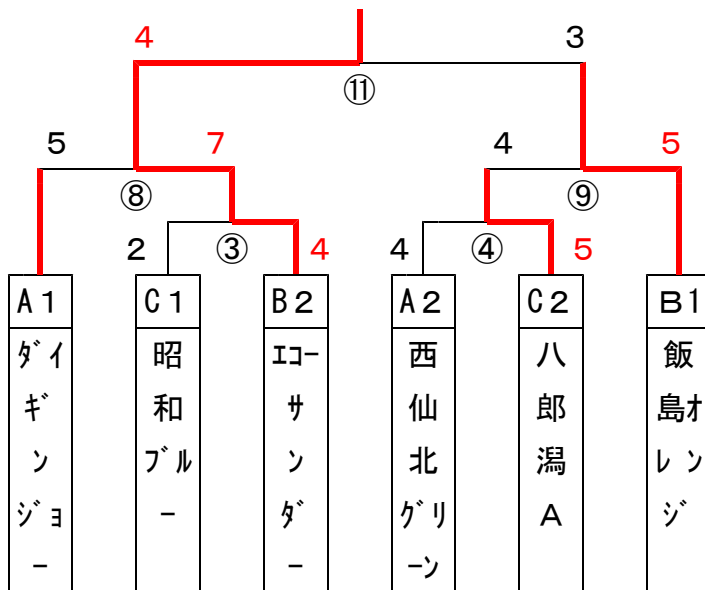 4 3
⑪
5 7 4 5
⑧ ⑨
2 ③ 4 4 ④ 5
A1 C1 B2 A2 C2 B1
ﾀﾞｲギンジョー
昭和ブルー
ｴｺｰサンダー
西仙北グリーン
八郎潟A
飯島ｵレンジ